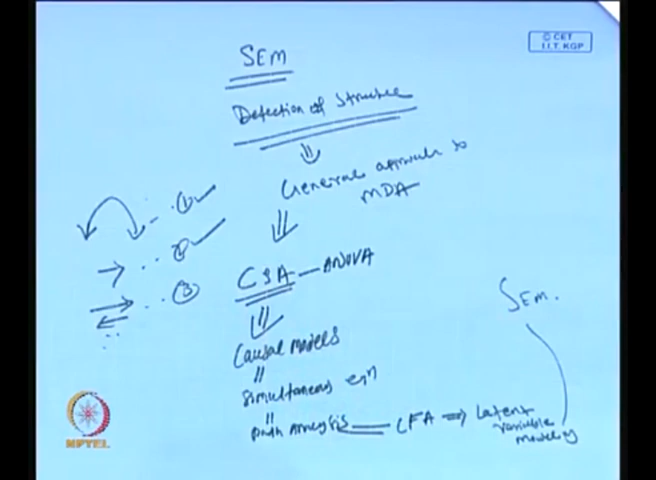 SEM
© CET
I.I.T. KGP
Detection of Structure
General approach to
MDA
①
②
③
CSA — ANOVA
Causal Models
Simultaneous eqn
path Analysis — CFA ⇒ Latent
variable
modeling
SEM.
NPTEL